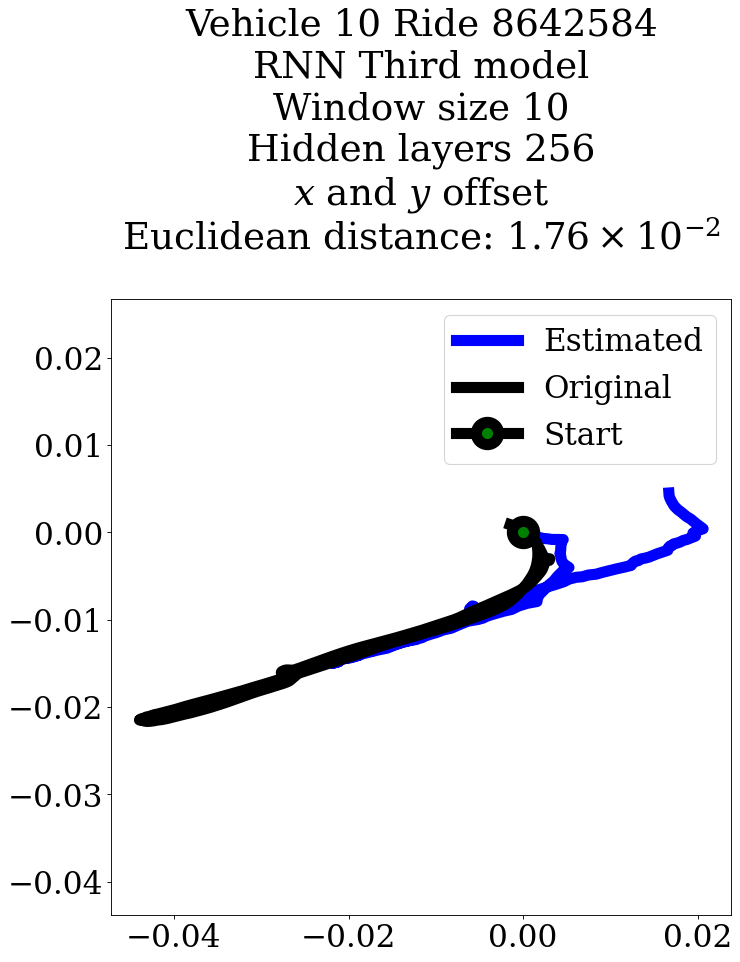 Vehicle 10 Ride 8642584
RNN Third model
Window size 10
Hidden layers 256
x and y offset
Euclidean distance: 1.76 × 10⁻²
Estimated
Original
Start
0.02
0.01
0.00
−0.01
−0.02
−0.03
−0.04
−0.04 −0.02 0.00 0.02